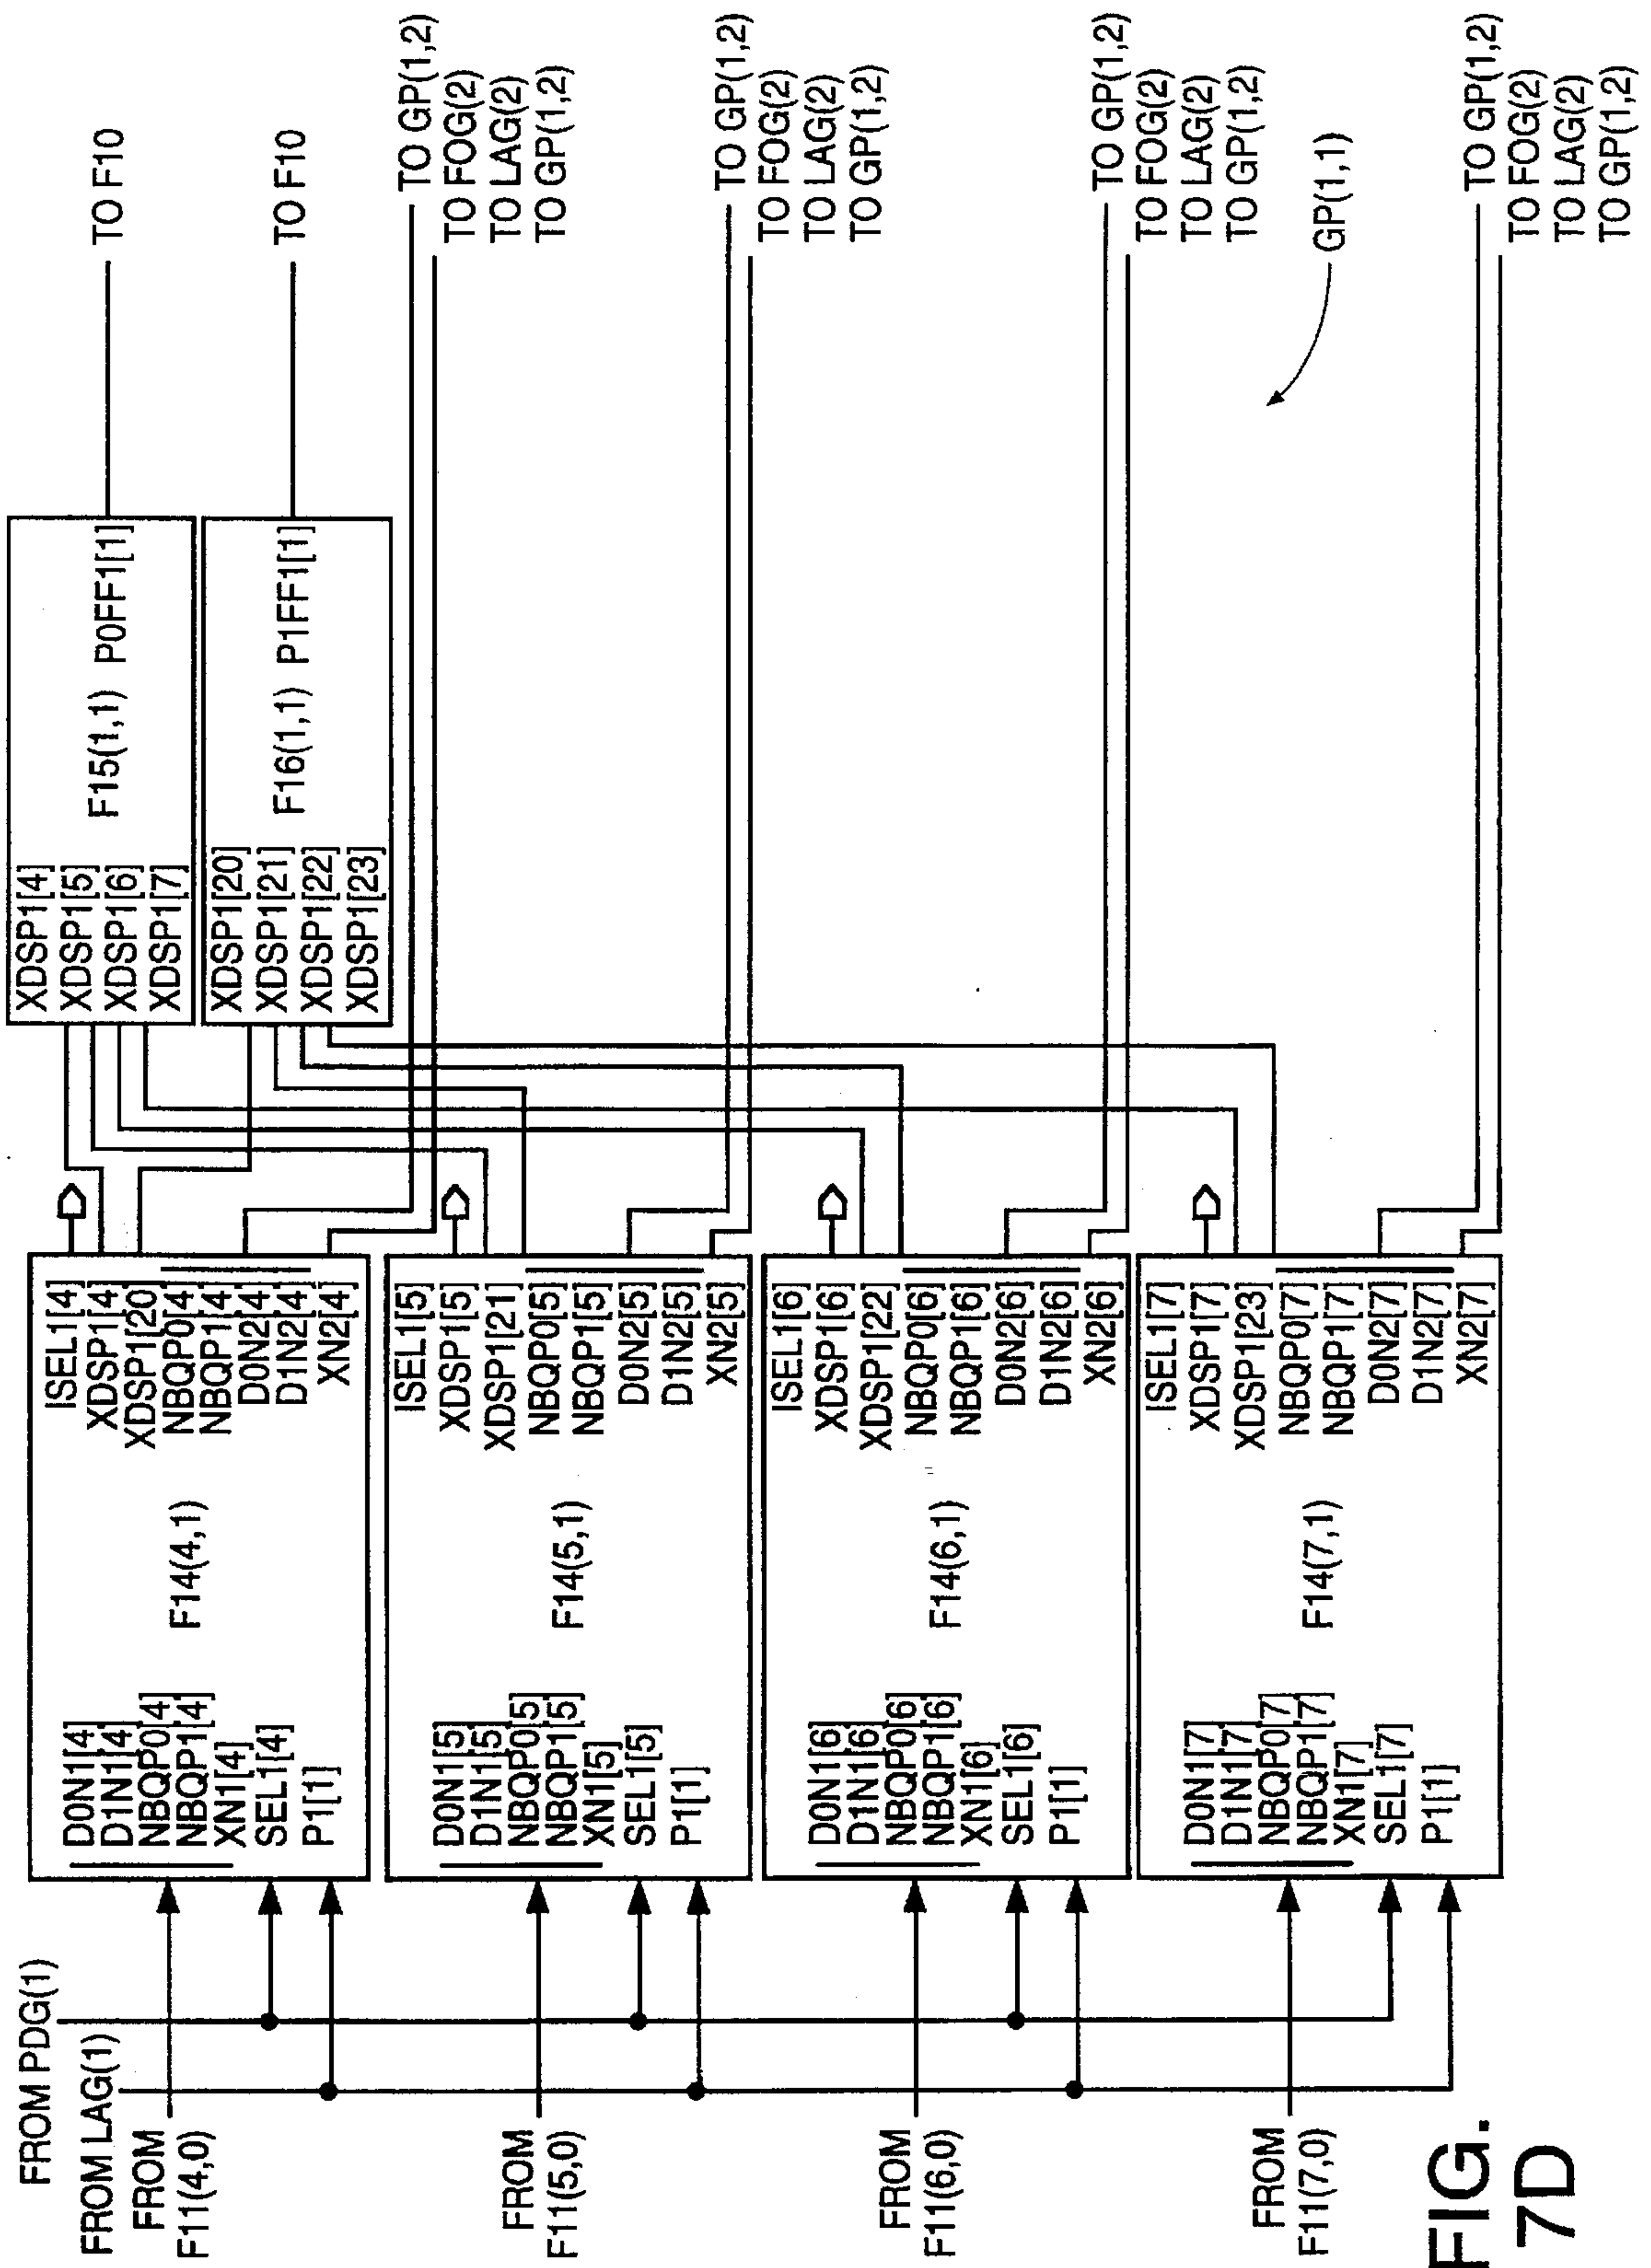 FROM PDG(1)
FROM LAG(1)
FROM
F11(4,0)
D0N1[4]
D1N1[4]
NBQP0[4]
NBQP1[4]
XN1[4]
SEL1[4]
P1[1]
F14(4,1)
ISEL1[4]
XDSP1[4]
XDSP1[20]
NBQP0[4]
NBQP1[4]
D0N2[4]
D1N2[4]
XN2[4]
XDSP1[4]
XDSP1[5]
XDSP1[6]
XDSP1[7]
F15(1,1) P0FF1[1]
TO F10
XDSP1[20]
XDSP1[21]
XDSP1[22]
XDSP1[23]
F16(1,1) P1FF1[1]
TO F10
TO GP(1,2)
TO FOG(2)
TO LAG(2)
TO GP(1,2)
FROM
F11(5,0)
D0N1[5]
D1N1[5]
NBQP0[5]
NBQP1[5]
XN1[5]
SEL1[5]
P1[1]
F14(5,1)
ISEL1[5]
XDSP1[5]
XDSP1[21]
NBQP0[5]
NBQP1[5]
D0N2[5]
D1N2[5]
XN2[5]
TO GP(1,2)
TO FOG(2)
TO LAG(2)
TO GP(1,2)
FROM
F11(6,0)
D0N1[6]
D1N1[6]
NBQP0[6]
NBQP1[6]
XN1[6]
SEL1[6]
P1[1]
F14(6,1)
ISEL1[6]
XDSP1[6]
XDSP1[22]
NBQP0[6]
NBQP1[6]
D0N2[6]
D1N2[6]
XN2[6]
TO GP(1,2)
TO FOG(2)
TO LAG(2)
TO GP(1,2)
GP(1,1)
FROM
F11(7,0)
D0N1[7]
D1N1[7]
NBQP0[7]
NBQP1[7]
XN1[7]
SEL1[7]
P1[1]
F14(7,1)
ISEL1[7]
XDSP1[7]
XDSP1[23]
NBQP0[7]
NBQP1[7]
D0N2[7]
D1N2[7]
XN2[7]
TO GP(1,2)
TO FOG(2)
TO LAG(2)
TO GP(1,2)
FIG.
7D